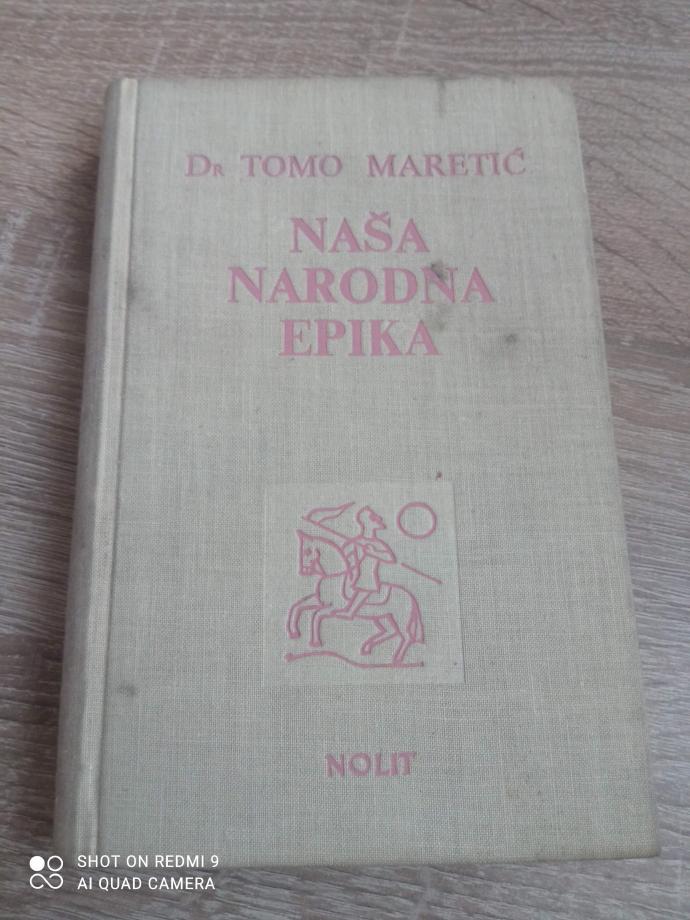 DR TOMO MARETIĆ
NAŠA
NARODNA
EPIKA
NOLIT
SHOT ON REDMI 9
AI QUAD CAMERA